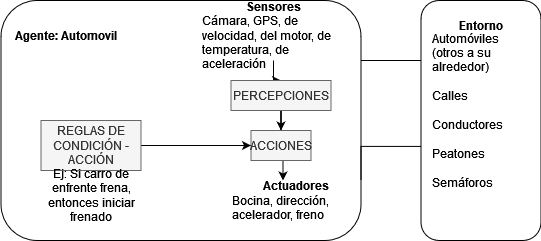 Agente: Automovil
Sensores
Cámara, GPS, de
velocidad, del motor, de
temperatura, de
aceleración
PERCEPCIONES
REGLAS DE
CONDICIÓN -
ACCIÓN
Ej: Si carro de
enfrente frena,
entonces iniciar
frenado
ACCIONES
Actuadores
Bocina, dirección,
acelerador, freno
Entorno
Automóviles
(otros a su
alrededor)
Calles
Conductores
Peatones
Semáforos